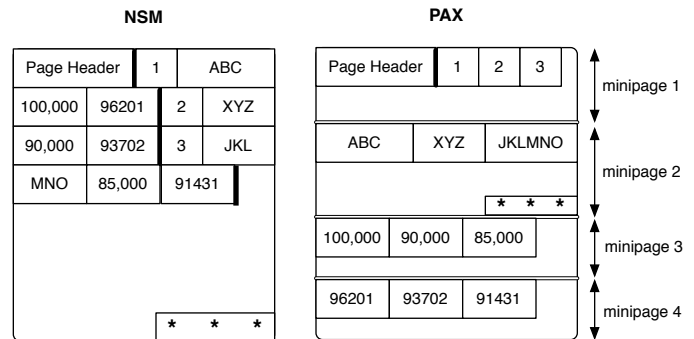 NSM
Page Header 1 ABC
100,000 96201 2 XYZ
90,000 93702 3 JKL
MNO 85,000 91431
* * *
PAX
Page Header 1 2 3
minipage 1
ABC XYZ JKLMNO
minipage 2
* * *
100,000 90,000 85,000
minipage 3
96201 93702 91431
minipage 4